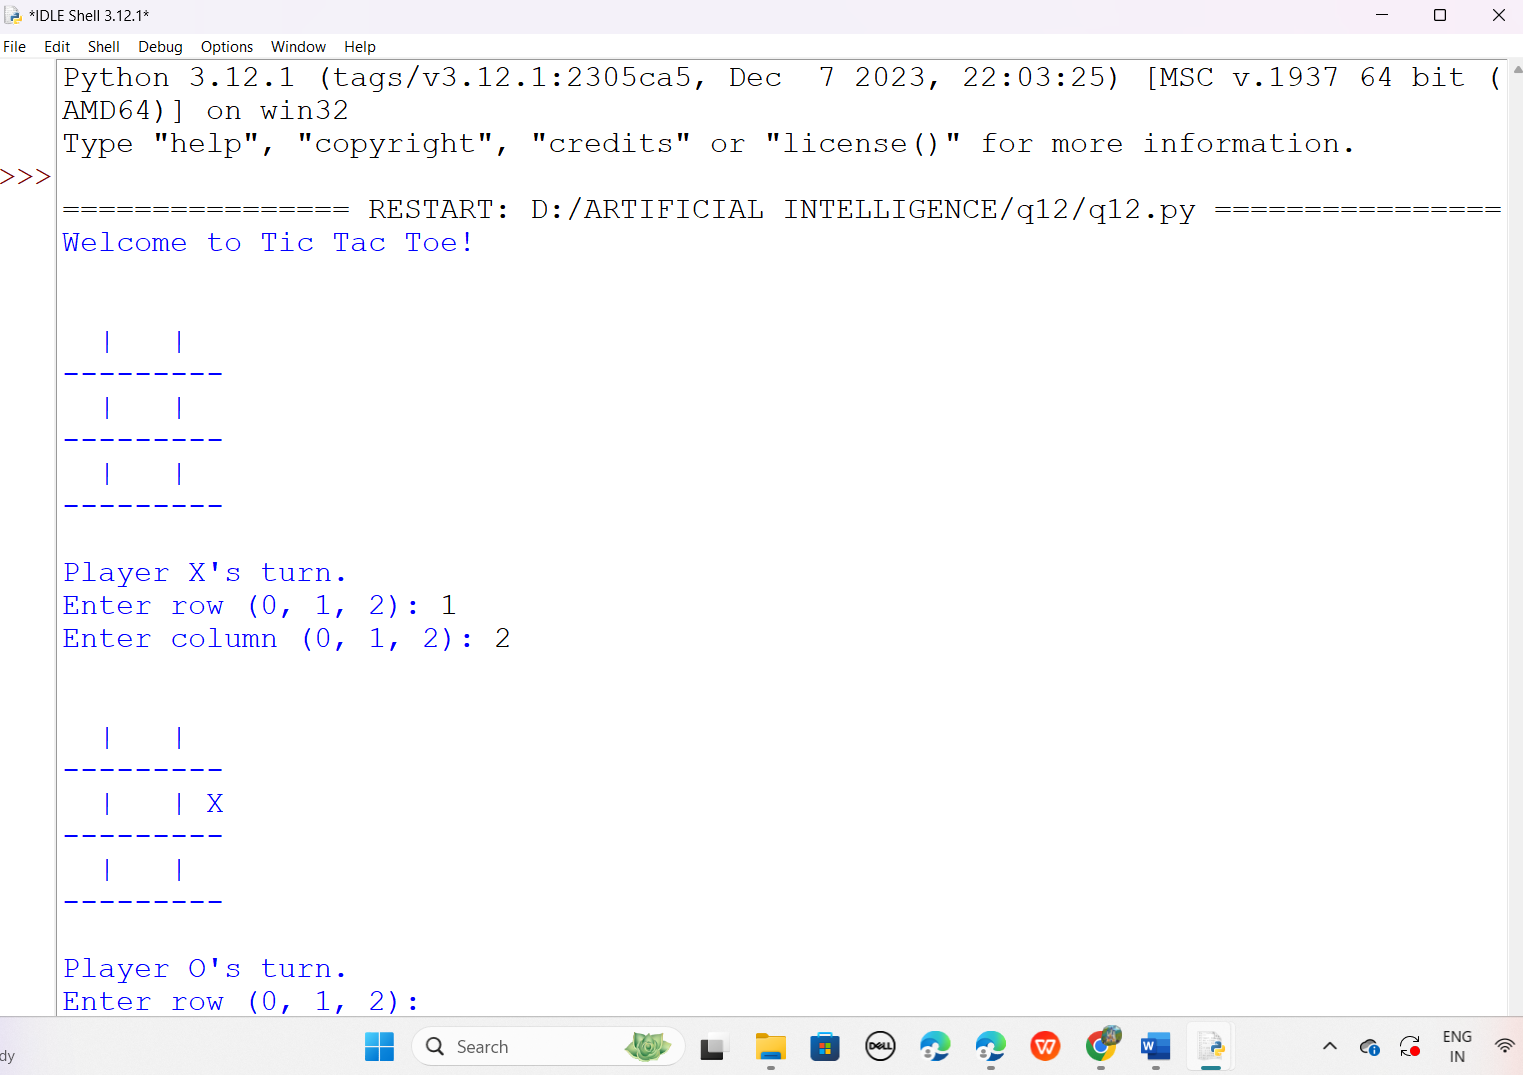 *IDLE Shell 3.12.1*
File Edit Shell Debug Options Window Help
Python 3.12.1 (tags/v3.12.1:2305ca5, Dec  7 2023, 22:03:25) [MSC v.1937 64 bit (
AMD64)] on win32
Type "help", "copyright", "credits" or "license()" for more information.
>>>
================ RESTART: D:/ARTIFICIAL INTELLIGENCE/q12/q12.py ================
Welcome to Tic Tac Toe!
  |   |
---------
  |   |
---------
  |   |
---------
Player X's turn.
Enter row (0, 1, 2): 1
Enter column (0, 1, 2): 2
  |   |
---------
  |   | X
---------
  |   |
---------
Player O's turn.
Enter row (0, 1, 2):
dy
Search
DELL
W
W
ENG
IN